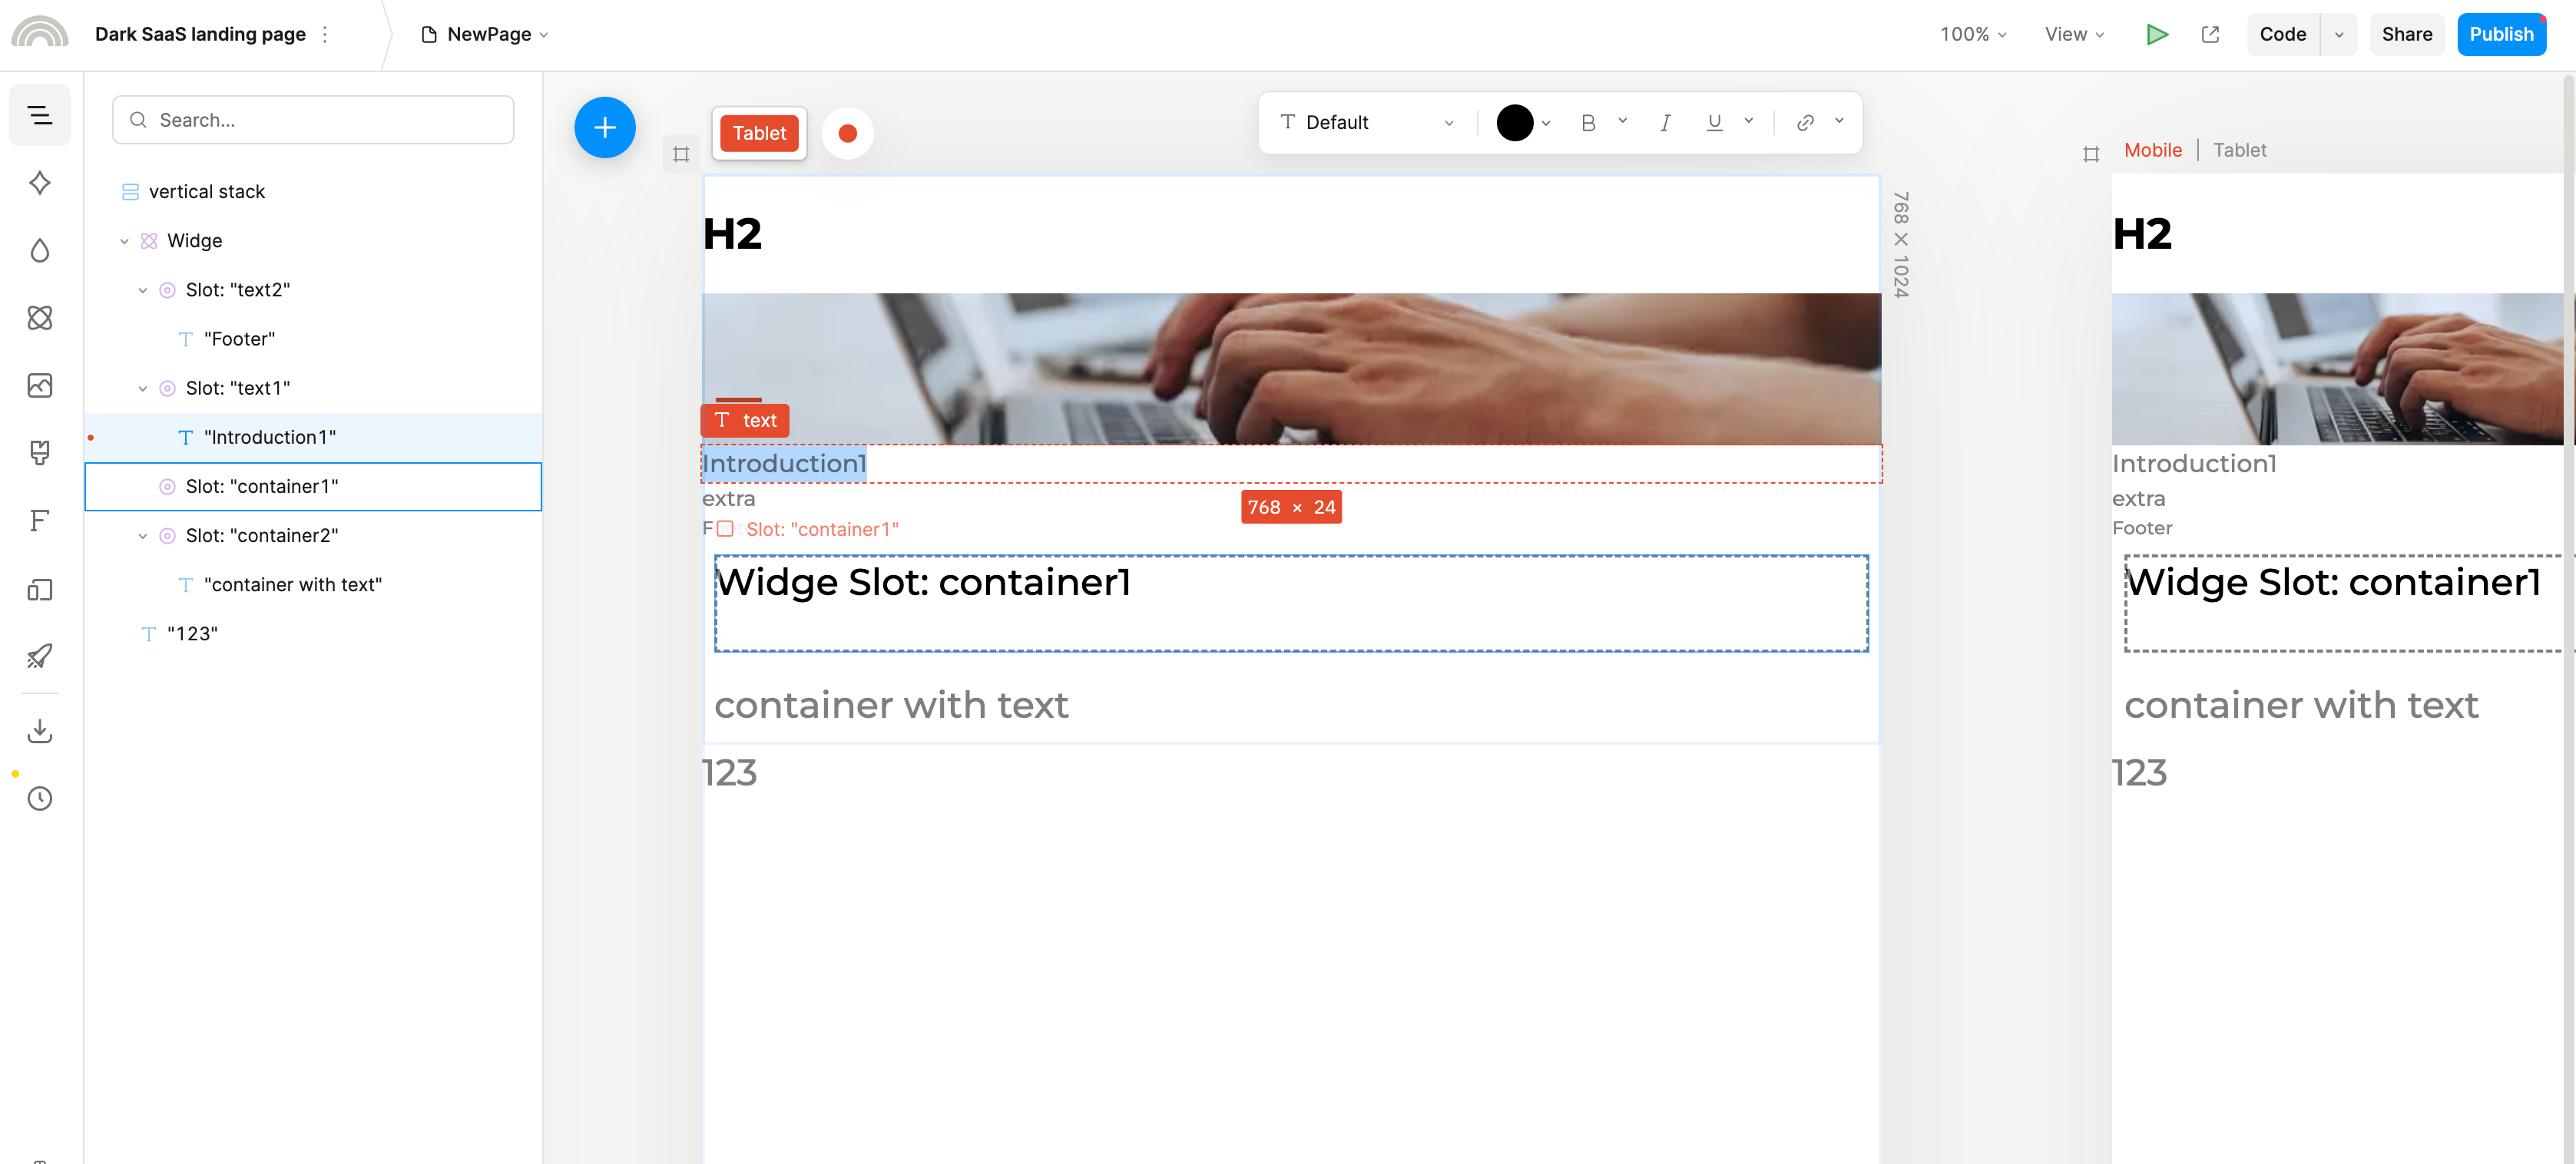 Dark SaaS landing page
NewPage
100%
View
Code
Share
Publish
Search...
vertical stack
Widge
Slot: "text2"
"Footer"
Slot: "text1"
"Introduction1"
Slot: "container1"
Slot: "container2"
"container with text"
"123"
Tablet
Default
B I U
768 × 1024
H2
text
Introduction1
extra
768 × 24
F
Slot: "container1"
Widge Slot: container1
container with text
123
Mobile | Tablet
H2
Introduction1
extra
Footer
Widge Slot: container1
container with text
123